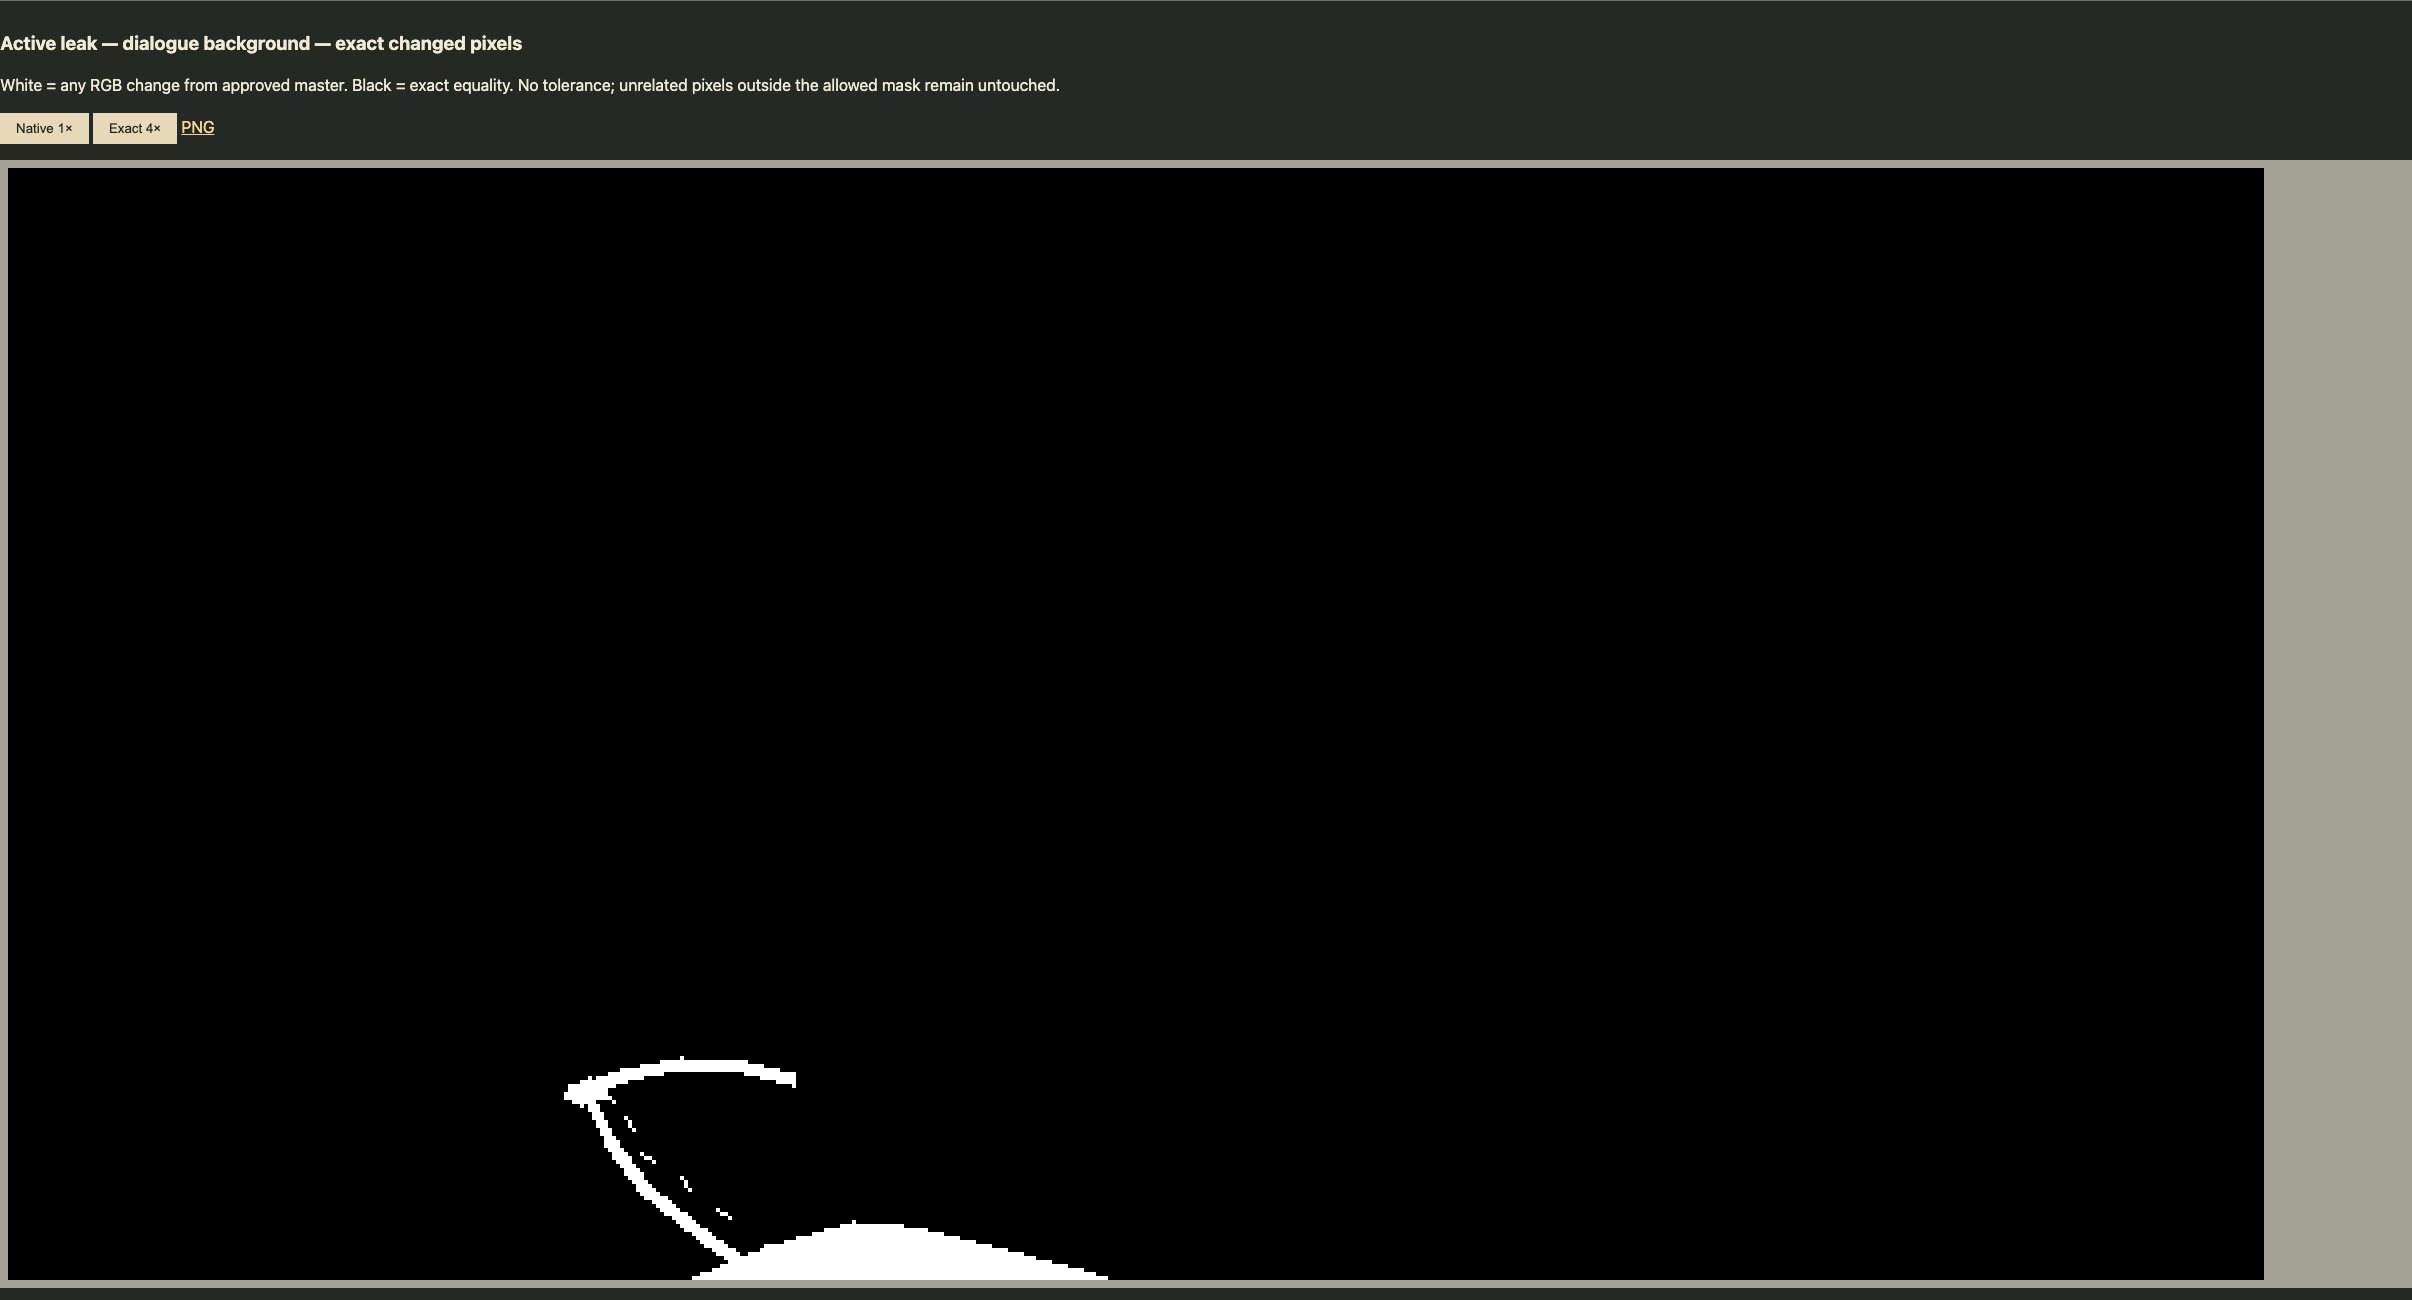 Active leak — dialogue background — exact changed pixels
White = any RGB change from approved master. Black = exact equality. No tolerance; unrelated pixels outside the allowed mask remain untouched.
Native 1× Exact 4× PNG